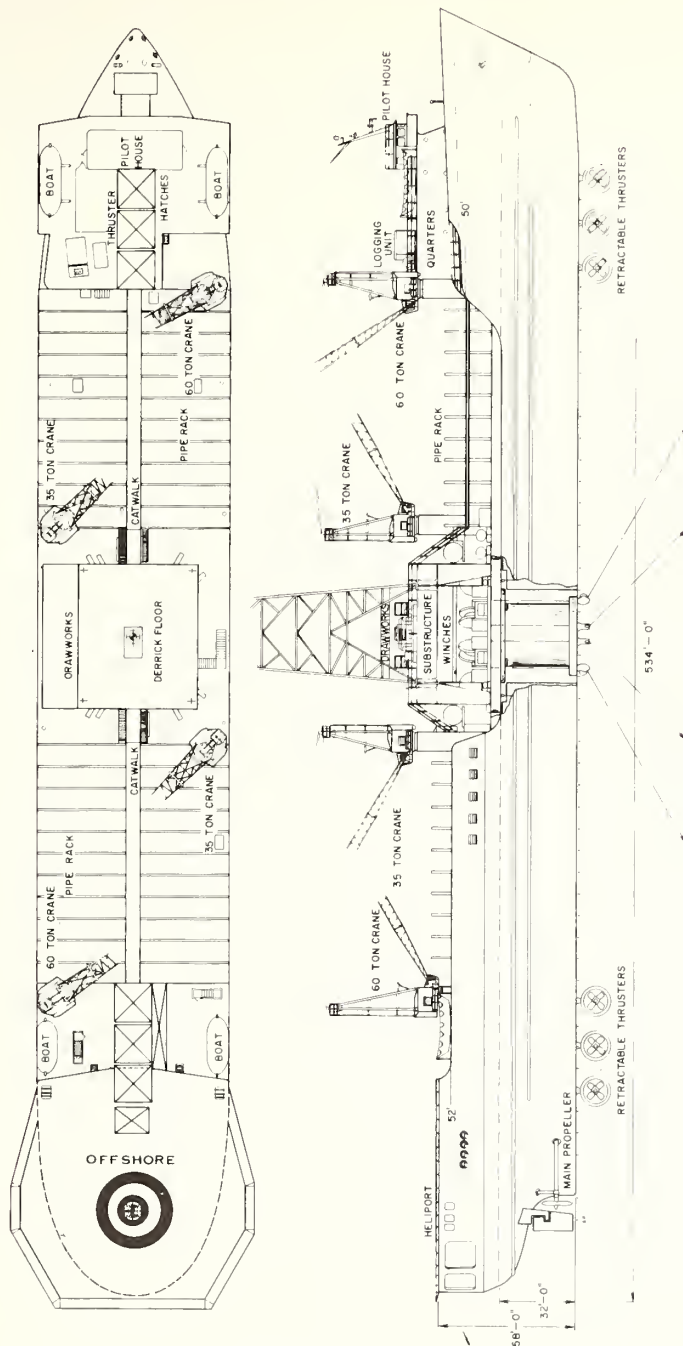 BOAT
PILOT
HOUSE
THRUSTER
HATCHES
BOAT
60 TON CRANE
35 TON CRANE
PIPE RACK
CATWALK
DRAWWORKS
DERRICK FLOOR
CATWALK
35 TON CRANE
PIPE RACK
60 TON CRANE
BOAT
BOAT
OFFSHORE
PILOT HOUSE
LOGGING
UNIT
QUARTERS
50'
60 TON CRANE
RETRACTABLE THRUSTERS
PIPE RACK
35 TON CRANE
DRAWWORKS
SUBSTRUCTURE
WINCHES
534'-0"
35 TON CRANE
60 TON CRANE
RETRACTABLE THRUSTERS
52'
HELIPORT
MAIN PROPELLER
58'-0"
32'-0"